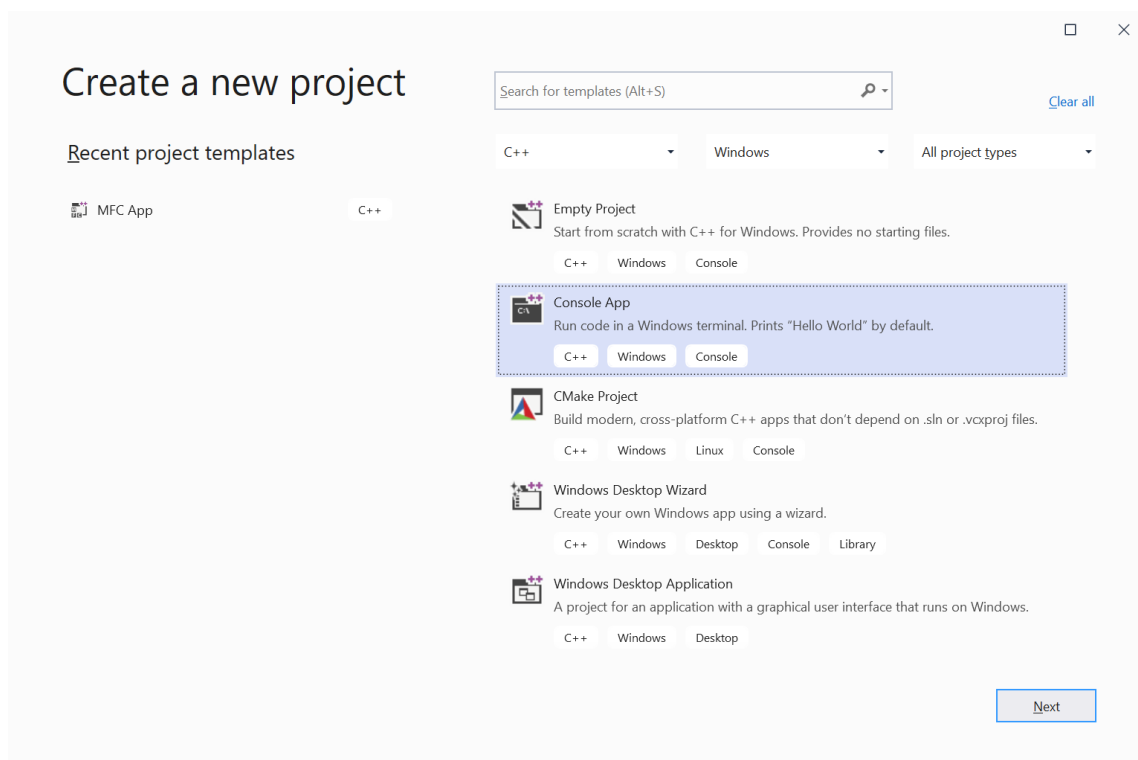 Create a new project
Search for templates (Alt+S)
Clear all
Recent project templates
C++ Windows All project types
MFC App C++
Empty Project
Start from scratch with C++ for Windows. Provides no starting files.
C++ Windows Console
Console App
Run code in a Windows terminal. Prints “Hello World” by default.
C++ Windows Console
CMake Project
Build modern, cross-platform C++ apps that don’t depend on .sln or .vcxproj files.
C++ Windows Linux Console
Windows Desktop Wizard
Create your own Windows app using a wizard.
C++ Windows Desktop Console Library
Windows Desktop Application
A project for an application with a graphical user interface that runs on Windows.
C++ Windows Desktop
Next